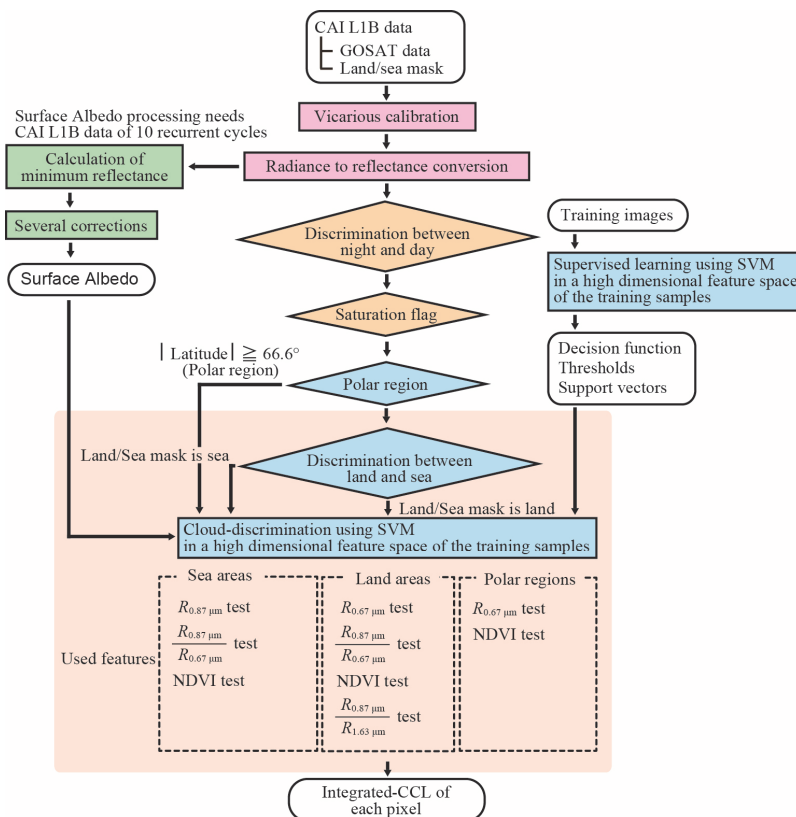 CAI L1B data
GOSAT data
Land/sea mask
Surface Albedo processing needs
CAI L1B data of 10 recurrent cycles
Vicarious calibration
Calculation of
minimum reflectance
Radiance to reflectance conversion
Several corrections
Surface Albedo
Discrimination between
night and day
Training images
Supervised learning using SVM
in a high dimensional feature space
of the training samples
Saturation flag
| Latitude | ≧ 66.6°
(Polar region)
Polar region
Decision function
Thresholds
Support vectors
Land/Sea mask is sea
Discrimination between
land and sea
Land/Sea mask is land
Cloud-discrimination using SVM
in a high dimensional feature space of the training samples
Used features
Sea areas
R0.87 μm test
R0.87 μm
R0.67 μm
test
NDVI test
Land areas
R0.67 μm test
R0.87 μm
R0.67 μm
test
NDVI test
R0.87 μm
R1.63 μm
test
Polar regions
R0.67 μm test
NDVI test
Integrated-CCL of
each pixel